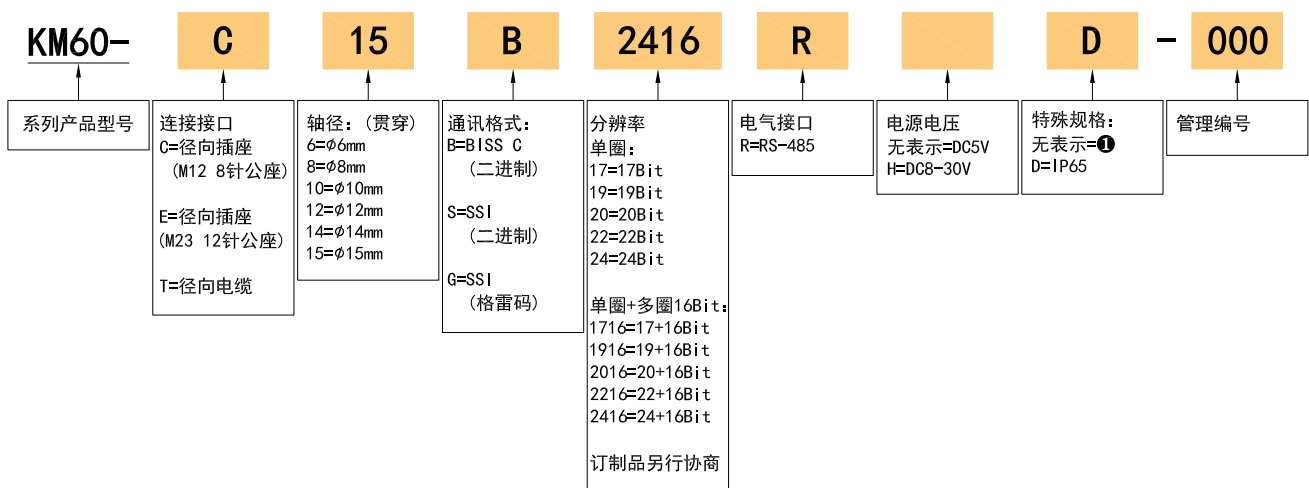 KM60- C 15 B 2416 R D - 000
系列产品型号
连接接口
C=径向插座
(M12 8针公座)
E=径向插座
(M23 12针公座)
T=径向电缆
轴径：(贯穿)
6=φ6mm
8=φ8mm
10=φ10mm
12=φ12mm
14=φ14mm
15=φ15mm
通讯格式：
B=BISS C
(二进制)
S=SSI
(二进制)
G=SSI
(格雷码)
分辨率
单圈：
17=17Bit
19=19Bit
20=20Bit
22=22Bit
24=24Bit
单圈+多圈16Bit：
1716=17+16Bit
1916=19+16Bit
2016=20+16Bit
2216=22+16Bit
2416=24+16Bit
订制品另行协商
电气接口
R=RS-485
电源电压
无表示=DC5V
H=DC8-30V
特殊规格：
无表示=❶
D=IP65
管理编号